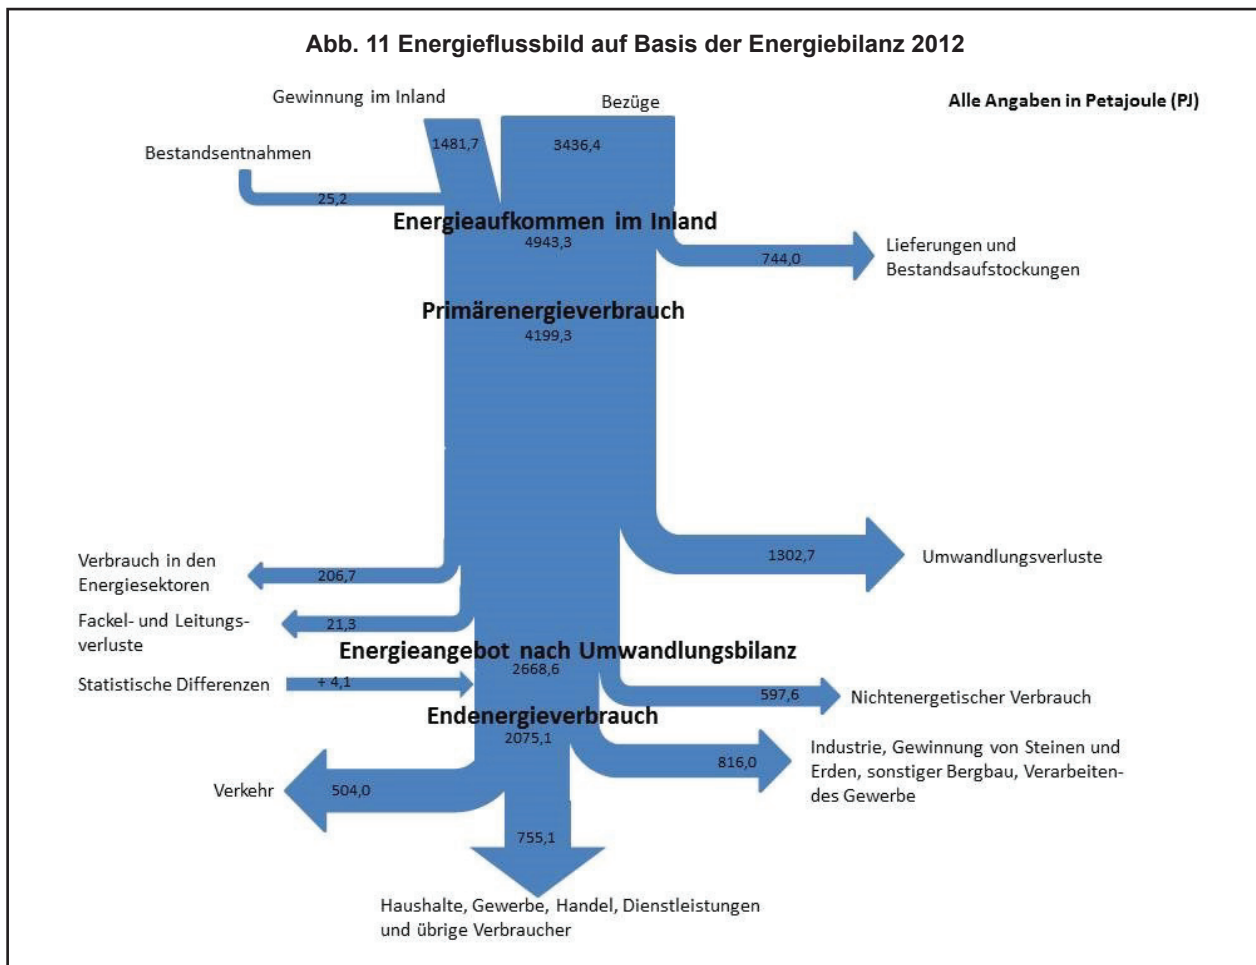 Abb. 11 Energieflussbild auf Basis der Energiebilanz 2012
Gewinnung im Inland
Bezüge
Alle Angaben in Petajoule (PJ)
1481,7
3436,4
Bestandsentnahmen
25,2
Energieaufkommen im Inland
4943,3
Lieferungen und
Bestandsaufstockungen
744,0
Primärenergieverbrauch
4199,3
Verbrauch in den
Energiesektoren
206,7
1302,7
Umwandlungsverluste
Fackel- und Leitungs-
verluste
21,3
Energieangebot nach Umwandlungsbilanz
2668,6
Statistische Differenzen
+ 4,1
597,6
Nichtenergetischer Verbrauch
Endenergieverbrauch
2075,1
816,0
Industrie, Gewinnung von Steinen und
Erden, sonstiger Bergbau, Verarbeiten-
des Gewerbe
Verkehr
504,0
755,1
Haushalte, Gewerbe, Handel, Dienstleistungen
und übrige Verbraucher